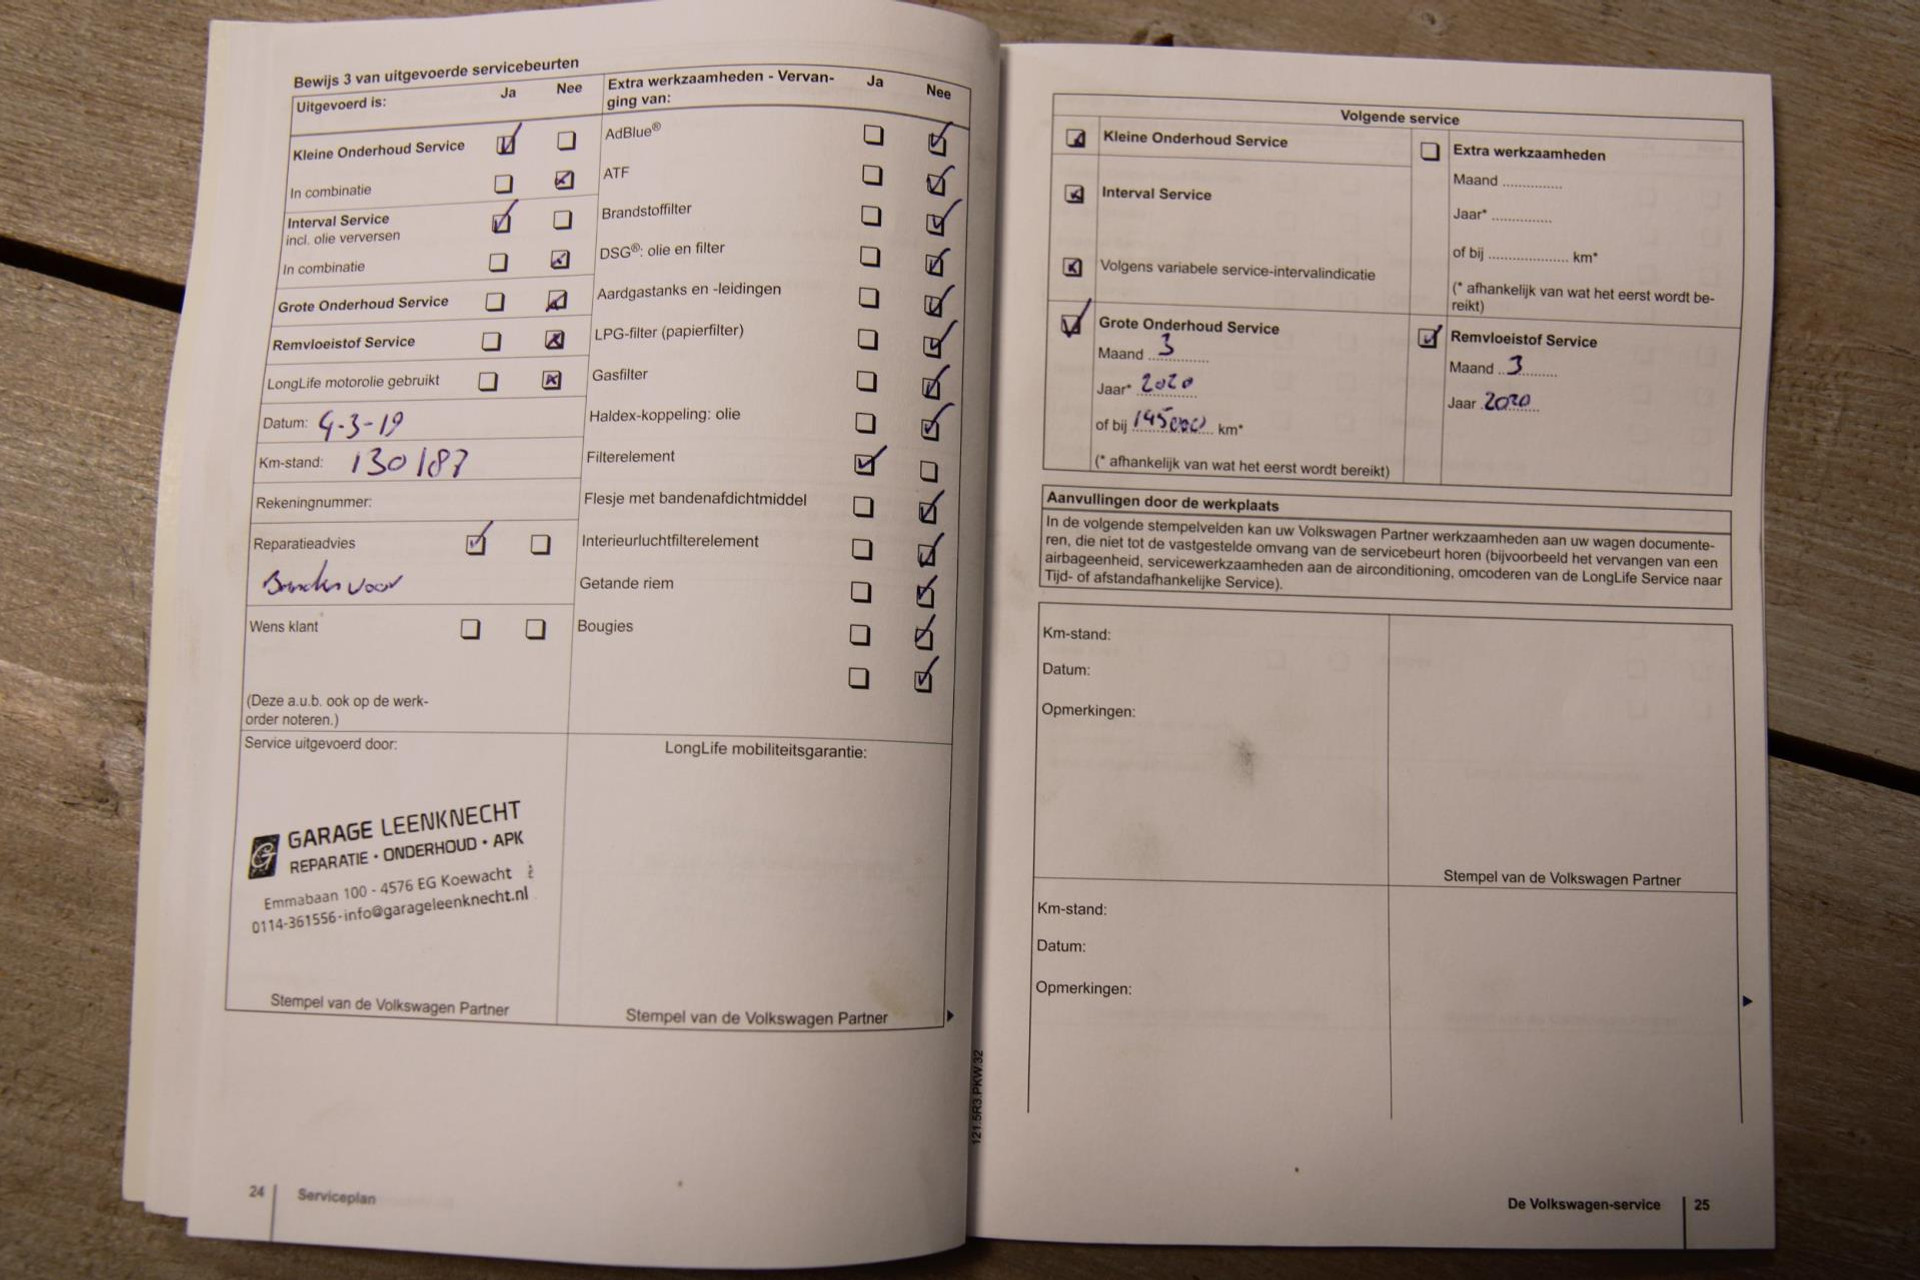 Bewijs 3 van uitgevoerde servicebeurten
Uitgevoerd is: Ja Nee
Kleine Onderhoud Service
In combinatie
Interval Service
incl. olie verversen
In combinatie
Grote Onderhoud Service
Remvloeistof Service
LongLife motorolie gebruikt
Datum: 4-3-19
Km-stand: 130187
Rekeningnummer:
Reparatieadvies
Banden voor
Wens klant
(Deze a.u.b. ook op de werk-
order noteren.)
Extra werkzaamheden - Vervan-
ging van: Ja Nee
AdBlue®
ATF
Brandstoffilter
DSG®: olie en filter
Aardgastanks en -leidingen
LPG-filter (papierfilter)
Gasfilter
Haldex-koppeling: olie
Filterelement
Flesje met bandenafdichtmiddel
Interieurluchtfilterelement
Getande riem
Bougies
Service uitgevoerd door:
GARAGE LEENKNECHT
REPARATIE • ONDERHOUD • APK
Emmabaan 100 - 4576 EG Koewacht
0114-361556-info@garageleenknecht.nl
Stempel van de Volkswagen Partner
LongLife mobiliteitsgarantie:
Stempel van de Volkswagen Partner
121.5R3.PKW.32
24 Serviceplan
Volgende service
Kleine Onderhoud Service
Interval Service
Volgens variabele service-intervalindicatie
Extra werkzaamheden
Maand ..............
Jaar* ..............
of bij ................... km*
(* afhankelijk van wat het eerst wordt be-
reikt)
Grote Onderhoud Service
Maand 3
Jaar* 2020
of bij 145000 km*
(* afhankelijk van wat het eerst wordt bereikt)
Remvloeistof Service
Maand 3
Jaar 2020
Aanvullingen door de werkplaats
In de volgende stempelvelden kan uw Volkswagen Partner werkzaamheden aan uw wagen documente-
ren, die niet tot de vastgestelde omvang van de servicebeurt horen (bijvoorbeeld het vervangen van een
airbageenheid, servicewerkzaamheden aan de airconditioning, omcoderen van de LongLife Service naar
Tijd- of afstandafhankelijke Service).
Km-stand:
Datum:
Opmerkingen:
Stempel van de Volkswagen Partner
Km-stand:
Datum:
Opmerkingen:
De Volkswagen-service 25